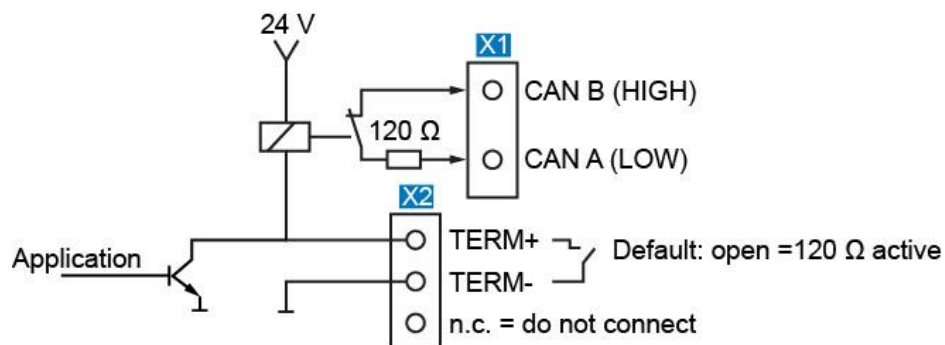 24 V
X1
CAN B (HIGH)
120 Ω
CAN A (LOW)
X2
TERM+
Default: open =120 Ω active
Application
TERM-
n.c. = do not connect